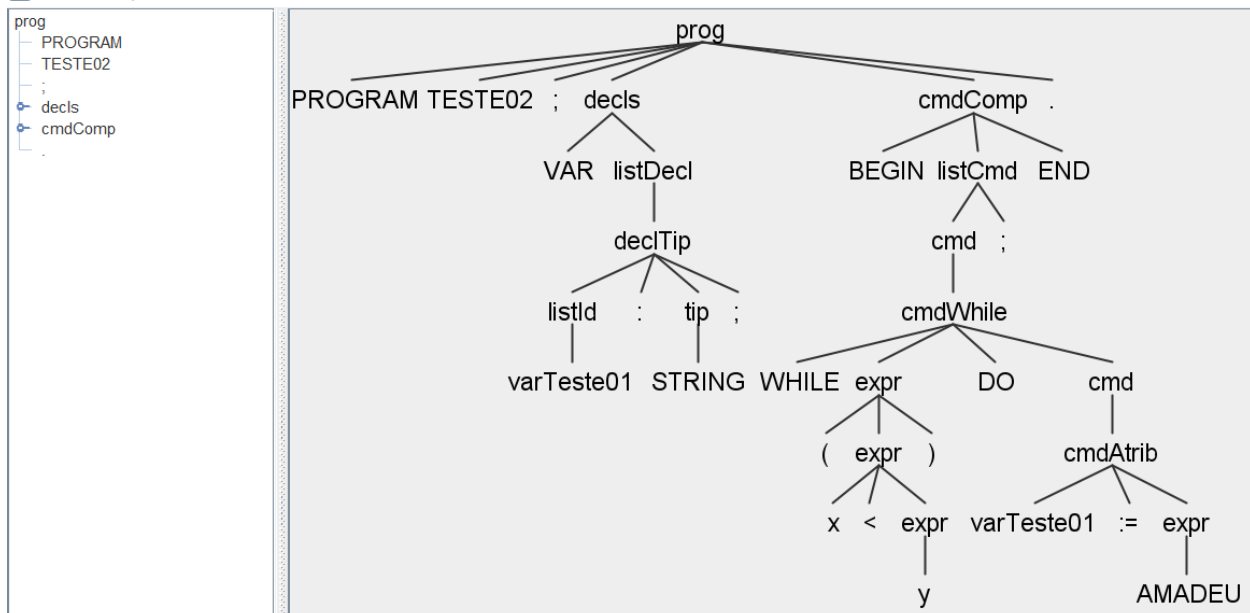 prog
PROGRAM
TESTE02
;
decls
cmdComp
.
prog
PROGRAM TESTE02 ; decls cmdComp .
VAR listDecl BEGIN listCmd END
declTip cmd ;
listId : tip ; cmdWhile
varTeste01 STRING WHILE expr DO cmd
( expr ) cmdAtrib
x < expr varTeste01 := expr
y AMADEU